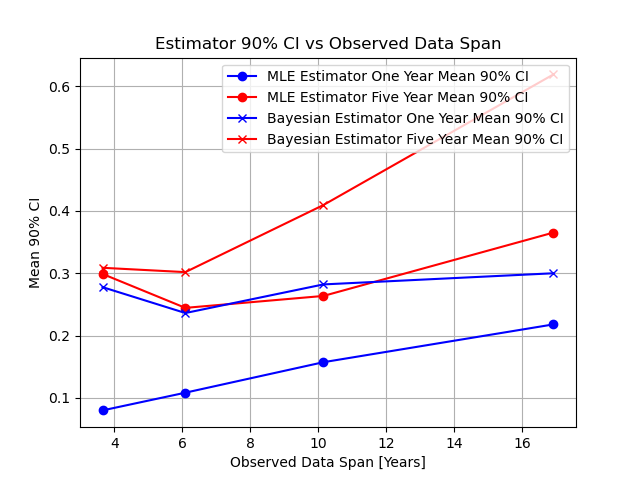 Estimator 90% CI vs Observed Data Span
MLE Estimator One Year Mean 90% CI
MLE Estimator Five Year Mean 90% CI
Bayesian Estimator One Year Mean 90% CI
Bayesian Estimator Five Year Mean 90% CI
Mean 90% CI
0.6
0.5
0.4
0.3
0.2
0.1
4 6 8 10 12 14 16
Observed Data Span [Years]